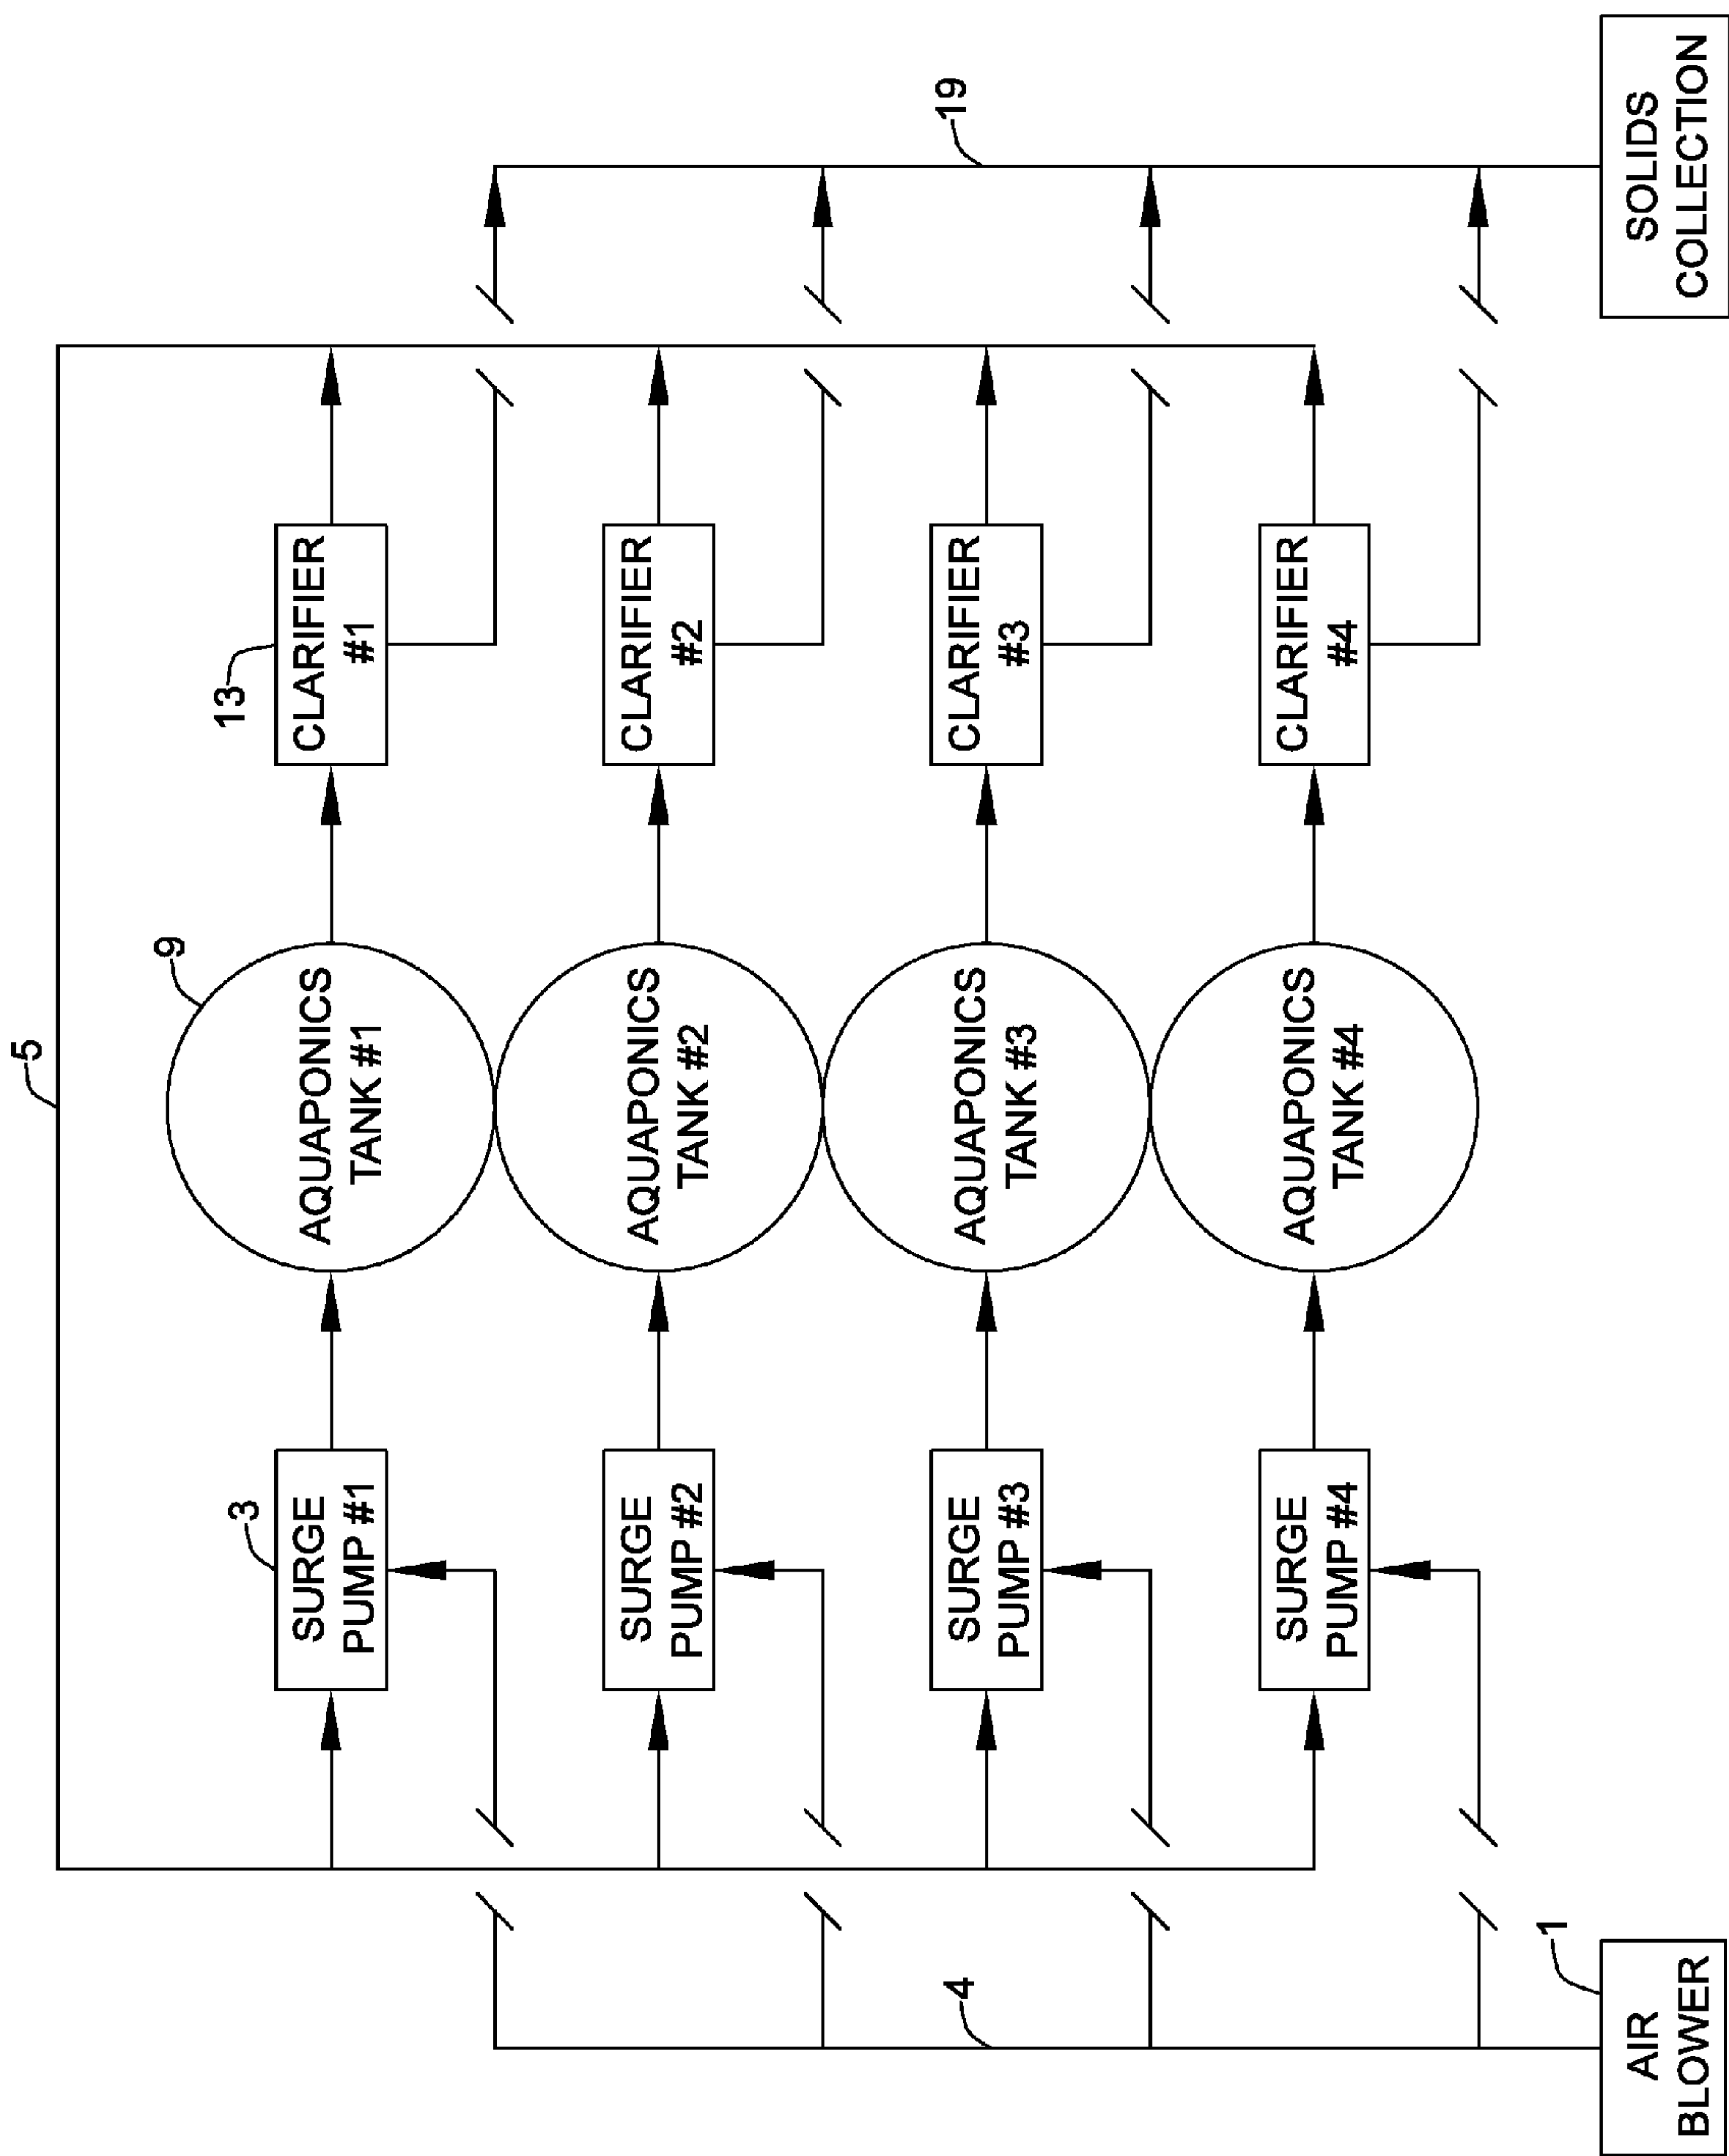 5
9
3
13
SURGE
PUMP #1
AQUAPONICS
TANK #1
CLARIFIER
#1
SURGE
PUMP #2
AQUAPONICS
TANK #2
CLARIFIER
#2
4
19
SURGE
PUMP #3
AQUAPONICS
TANK #3
CLARIFIER
#3
SURGE
PUMP #4
AQUAPONICS
TANK #4
CLARIFIER
#4
1
AIR
BLOWER
SOLIDS
COLLECTION